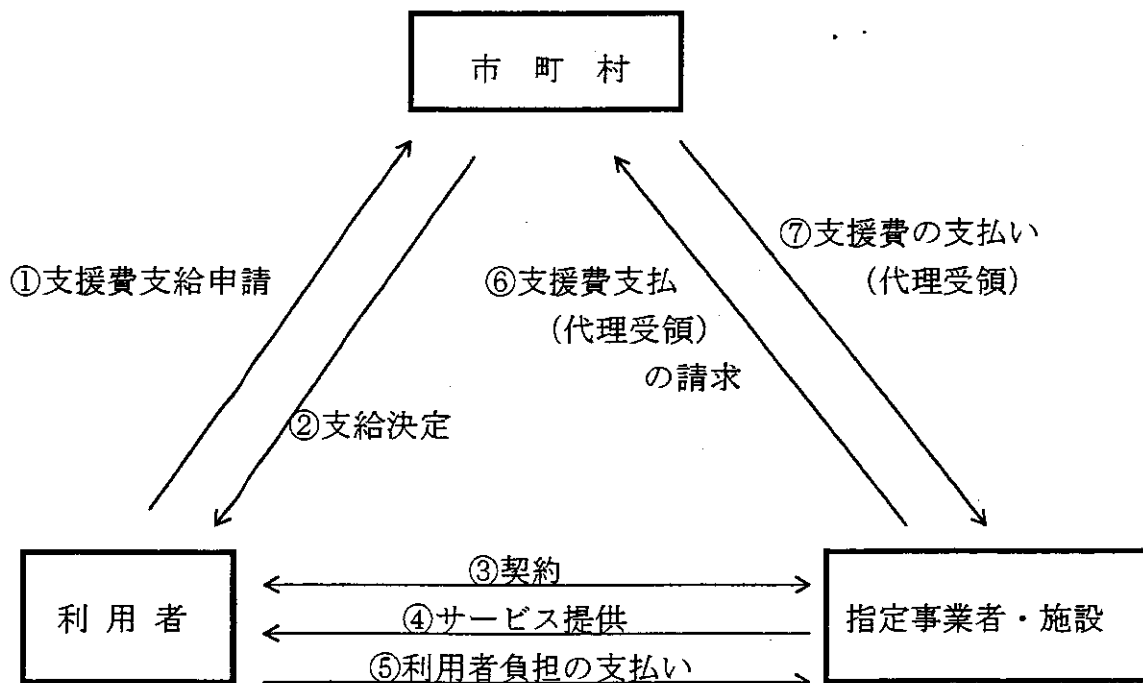 市町村
①支援費支給申請
②支給決定
⑥支援費支払
(代理受領)
の請求
⑦支援費の支払い
(代理受領)
利用者
③契約
④サービス提供
⑤利用者負担の支払い
指定事業者・施設